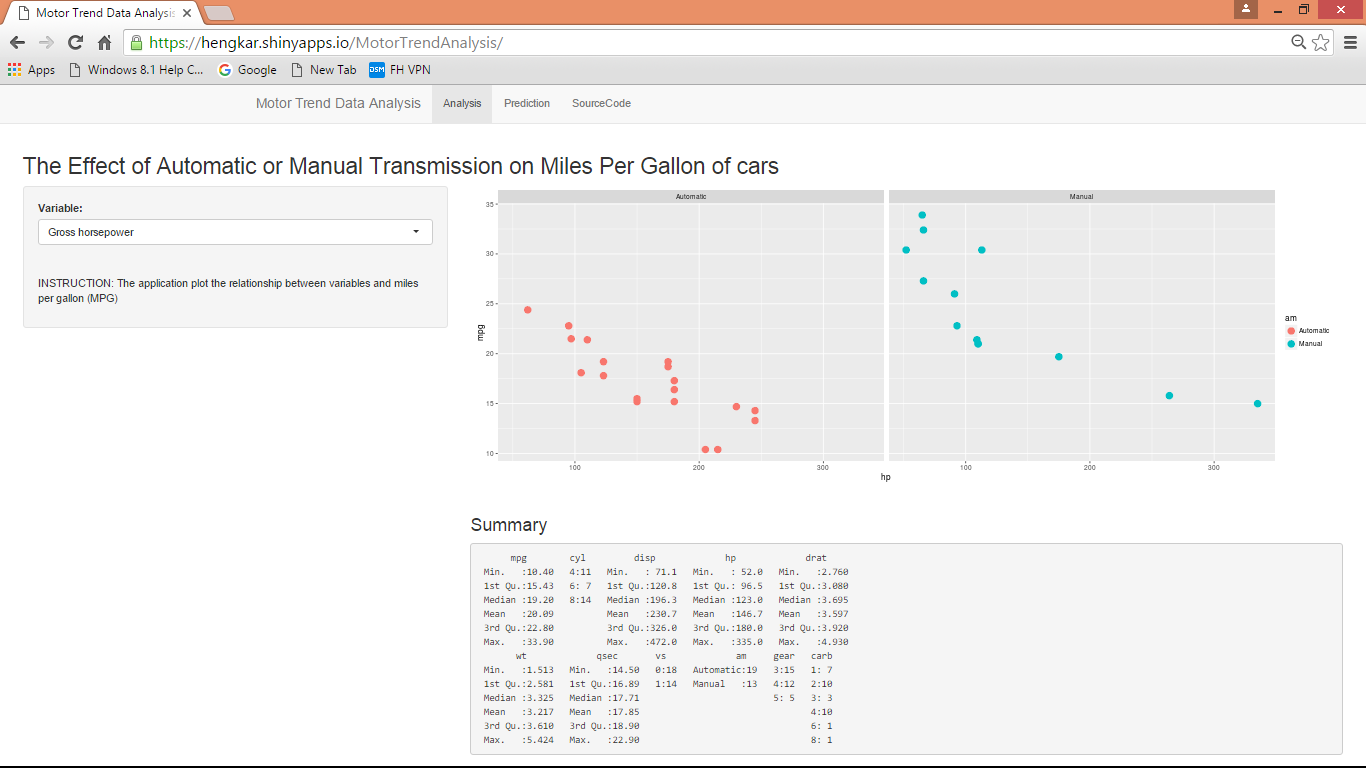 Motor Trend Data Analysis
https://hengkar.shinyapps.io/MotorTrendAnalysis/
Apps Windows 8.1 Help C... Google New Tab DSM FH VPN
Motor Trend Data Analysis Analysis Prediction SourceCode
The Effect of Automatic or Manual Transmission on Miles Per Gallon of cars
Variable:
Gross horsepower
INSTRUCTION: The application plot the relationship between variables and miles
per gallon (MPG)
Automatic Manual
35
30
25
20
15
10
mpg
100 200 300 100 200 300
hp
am
Automatic
Manual
Summary
mpg cyl disp hp drat
Min. :10.40 4:11 Min. : 71.1 Min. : 52.0 Min. :2.760
1st Qu.:15.43 6: 7 1st Qu.:120.8 1st Qu.: 96.5 1st Qu.:3.080
Median :19.20 8:14 Median :196.3 Median :123.0 Median :3.695
Mean :20.09 Mean :230.7 Mean :146.7 Mean :3.597
3rd Qu.:22.80 3rd Qu.:326.0 3rd Qu.:180.0 3rd Qu.:3.920
Max. :33.90 Max. :472.0 Max. :335.0 Max. :4.930
wt qsec vs am gear carb
Min. :1.513 Min. :14.50 0:18 Automatic:19 3:15 1: 7
1st Qu.:2.581 1st Qu.:16.89 1:14 Manual :13 4:12 2:10
Median :3.325 Median :17.71 5: 5 3: 3
Mean :3.217 Mean :17.85 4:10
3rd Qu.:3.610 3rd Qu.:18.90 6: 1
Max. :5.424 Max. :22.90 8: 1